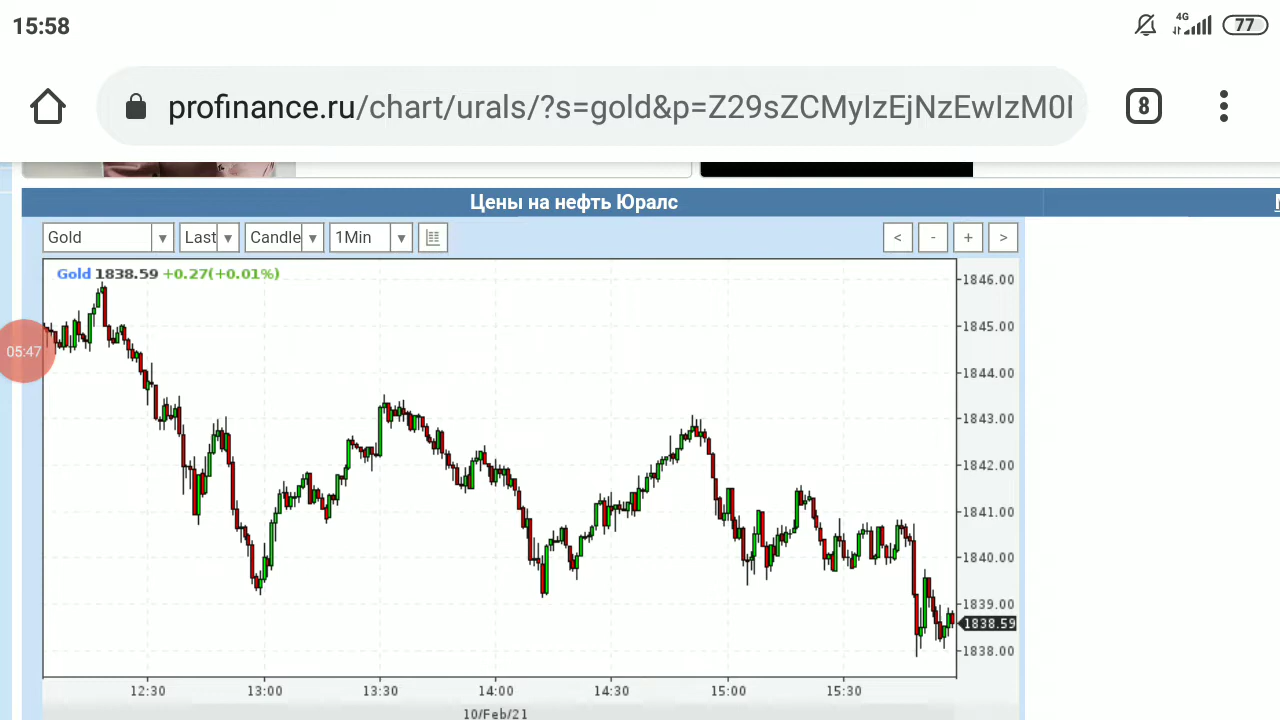 15:58
4G
77
profinance.ru/chart/urals/?s=gold&p=Z29sZCMyIzEjNzEwIzM0
8
Цены на нефть Юралс
Gold
Last
Candle
1Min
<
-
+
>
Gold 1838.59 +0.27(+0.01%)
1846.00
1845.00
05:47
1844.00
1843.00
1842.00
1841.00
1840.00
1839.00
1838.59
1838.00
12:30 13:00 13:30 14:00 14:30 15:00 15:30
10/Feb/21